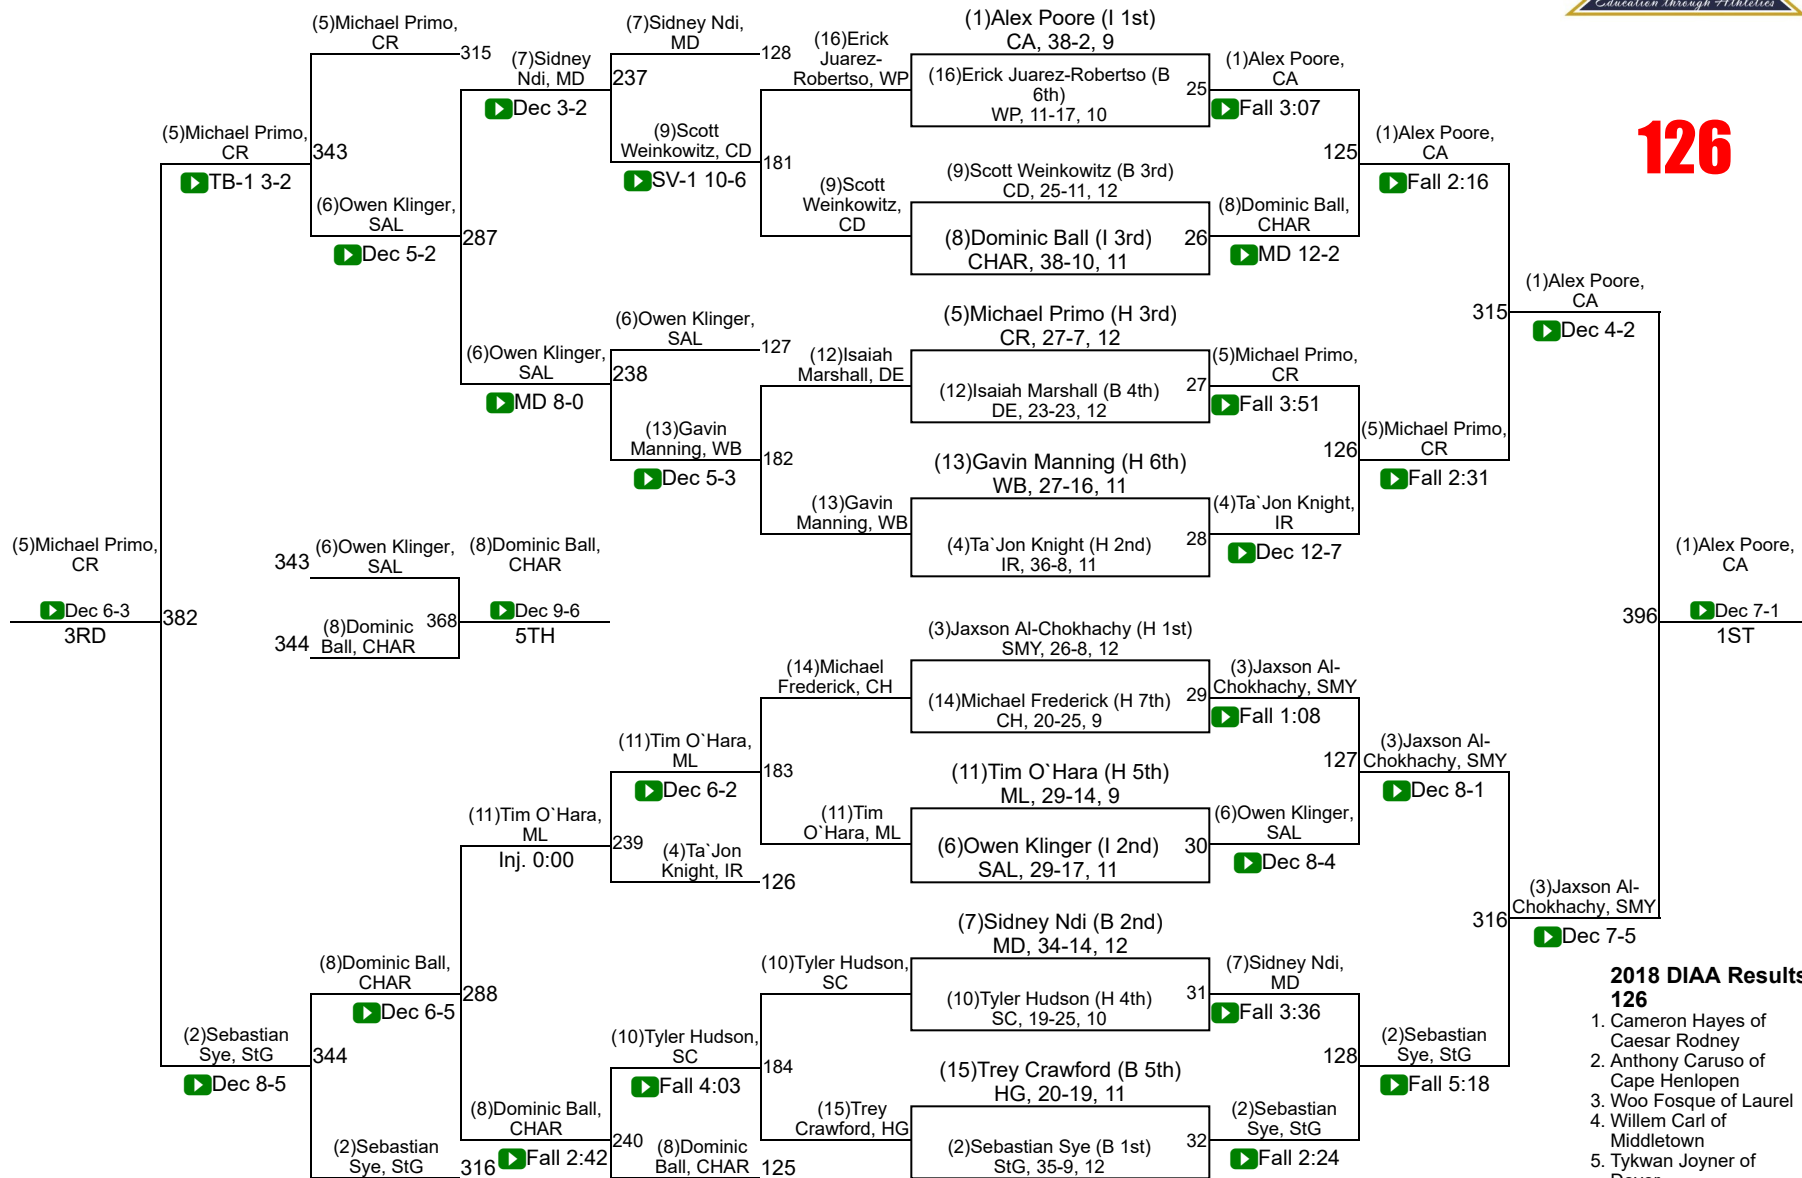 Education through Athletics
126
(5)Michael Primo,
CR
315
(5)Michael Primo,
CR
TB-1 3-2
343
(6)Owen Klinger,
SAL
Dec 5-2
287
(7)Sidney
Ndi, MD
Dec 3-2
237
(7)Sidney Ndi,
MD
128
(9)Scott
Weinkowitz, CD
SV-1 10-6
181
(16)Erick
Juarez-
Robertso, WP
(9)Scott
Weinkowitz,
CD
(6)Owen Klinger,
SAL
MD 8-0
238
(6)Owen Klinger,
SAL
127
(13)Gavin
Manning, WB
Dec 5-3
182
(12)Isaiah
Marshall, DE
(13)Gavin
Manning, WB
(5)Michael Primo,
CR
Dec 6-3
3RD
382
343
(6)Owen Klinger,
SAL
344
(8)Dominic
Ball, CHAR
368
(8)Dominic Ball,
CHAR
Dec 9-6
5TH
(14)Michael
Frederick, CH
(11)Tim O`Hara,
ML
Dec 6-2
183
(11)Tim
O`Hara, ML
(11)Tim O`Hara,
ML
Inj. 0:00
239
(4)Ta`Jon
Knight, IR
126
(8)Dominic Ball,
CHAR
Dec 6-5
288
(2)Sebastian
Sye, StG
Dec 8-5
344
(2)Sebastian
Sye, StG
316
(10)Tyler Hudson,
SC
(10)Tyler Hudson,
SC
Fall 4:03
184
(15)Trey
Crawford, HG
(8)Dominic Ball,
CHAR
Fall 2:42
240
(8)Dominic
Ball, CHAR
125
(1)Alex Poore (I 1st)
CA, 38-2, 9
(16)Erick Juarez-Robertso (B
6th)
WP, 11-17, 10
25
(9)Scott Weinkowitz (B 3rd)
CD, 25-11, 12
(8)Dominic Ball (I 3rd)
CHAR, 38-10, 11
26
(5)Michael Primo (H 3rd)
CR, 27-7, 12
(12)Isaiah Marshall (B 4th)
DE, 23-23, 12
27
(13)Gavin Manning (H 6th)
WB, 27-16, 11
(4)Ta`Jon Knight (H 2nd)
IR, 36-8, 11
28
(3)Jaxson Al-Chokhachy (H 1st)
SMY, 26-8, 12
(14)Michael Frederick (H 7th)
CH, 20-25, 9
29
(11)Tim O`Hara (H 5th)
ML, 29-14, 9
(6)Owen Klinger (I 2nd)
SAL, 29-17, 11
30
(7)Sidney Ndi (B 2nd)
MD, 34-14, 12
(10)Tyler Hudson (H 4th)
SC, 19-25, 10
31
(15)Trey Crawford (B 5th)
HG, 20-19, 11
(2)Sebastian Sye (B 1st)
StG, 35-9, 12
32
(1)Alex Poore,
CA
Fall 3:07
125
(8)Dominic Ball,
CHAR
MD 12-2
(5)Michael Primo,
CR
Fall 3:51
126
(4)Ta`Jon Knight,
IR
Dec 12-7
(3)Jaxson Al-
Chokhachy, SMY
Fall 1:08
127
(6)Owen Klinger,
SAL
Dec 8-4
(7)Sidney Ndi,
MD
Fall 3:36
128
(2)Sebastian
Sye, StG
Fall 2:24
(1)Alex Poore,
CA
Fall 2:16
315
(5)Michael Primo,
CR
Fall 2:31
(3)Jaxson Al-
Chokhachy, SMY
Dec 8-1
316
(2)Sebastian
Sye, StG
Fall 5:18
(1)Alex Poore,
CA
Dec 4-2
396
(3)Jaxson Al-
Chokhachy, SMY
Dec 7-5
(1)Alex Poore,
CA
Dec 7-1
1ST
2018 DIAA Results
126
1. Cameron Hayes of
Caesar Rodney
2. Anthony Caruso of
Cape Henlopen
3. Woo Fosque of Laurel
4. Willem Carl of
Middletown
5. Tykwan Joyner of